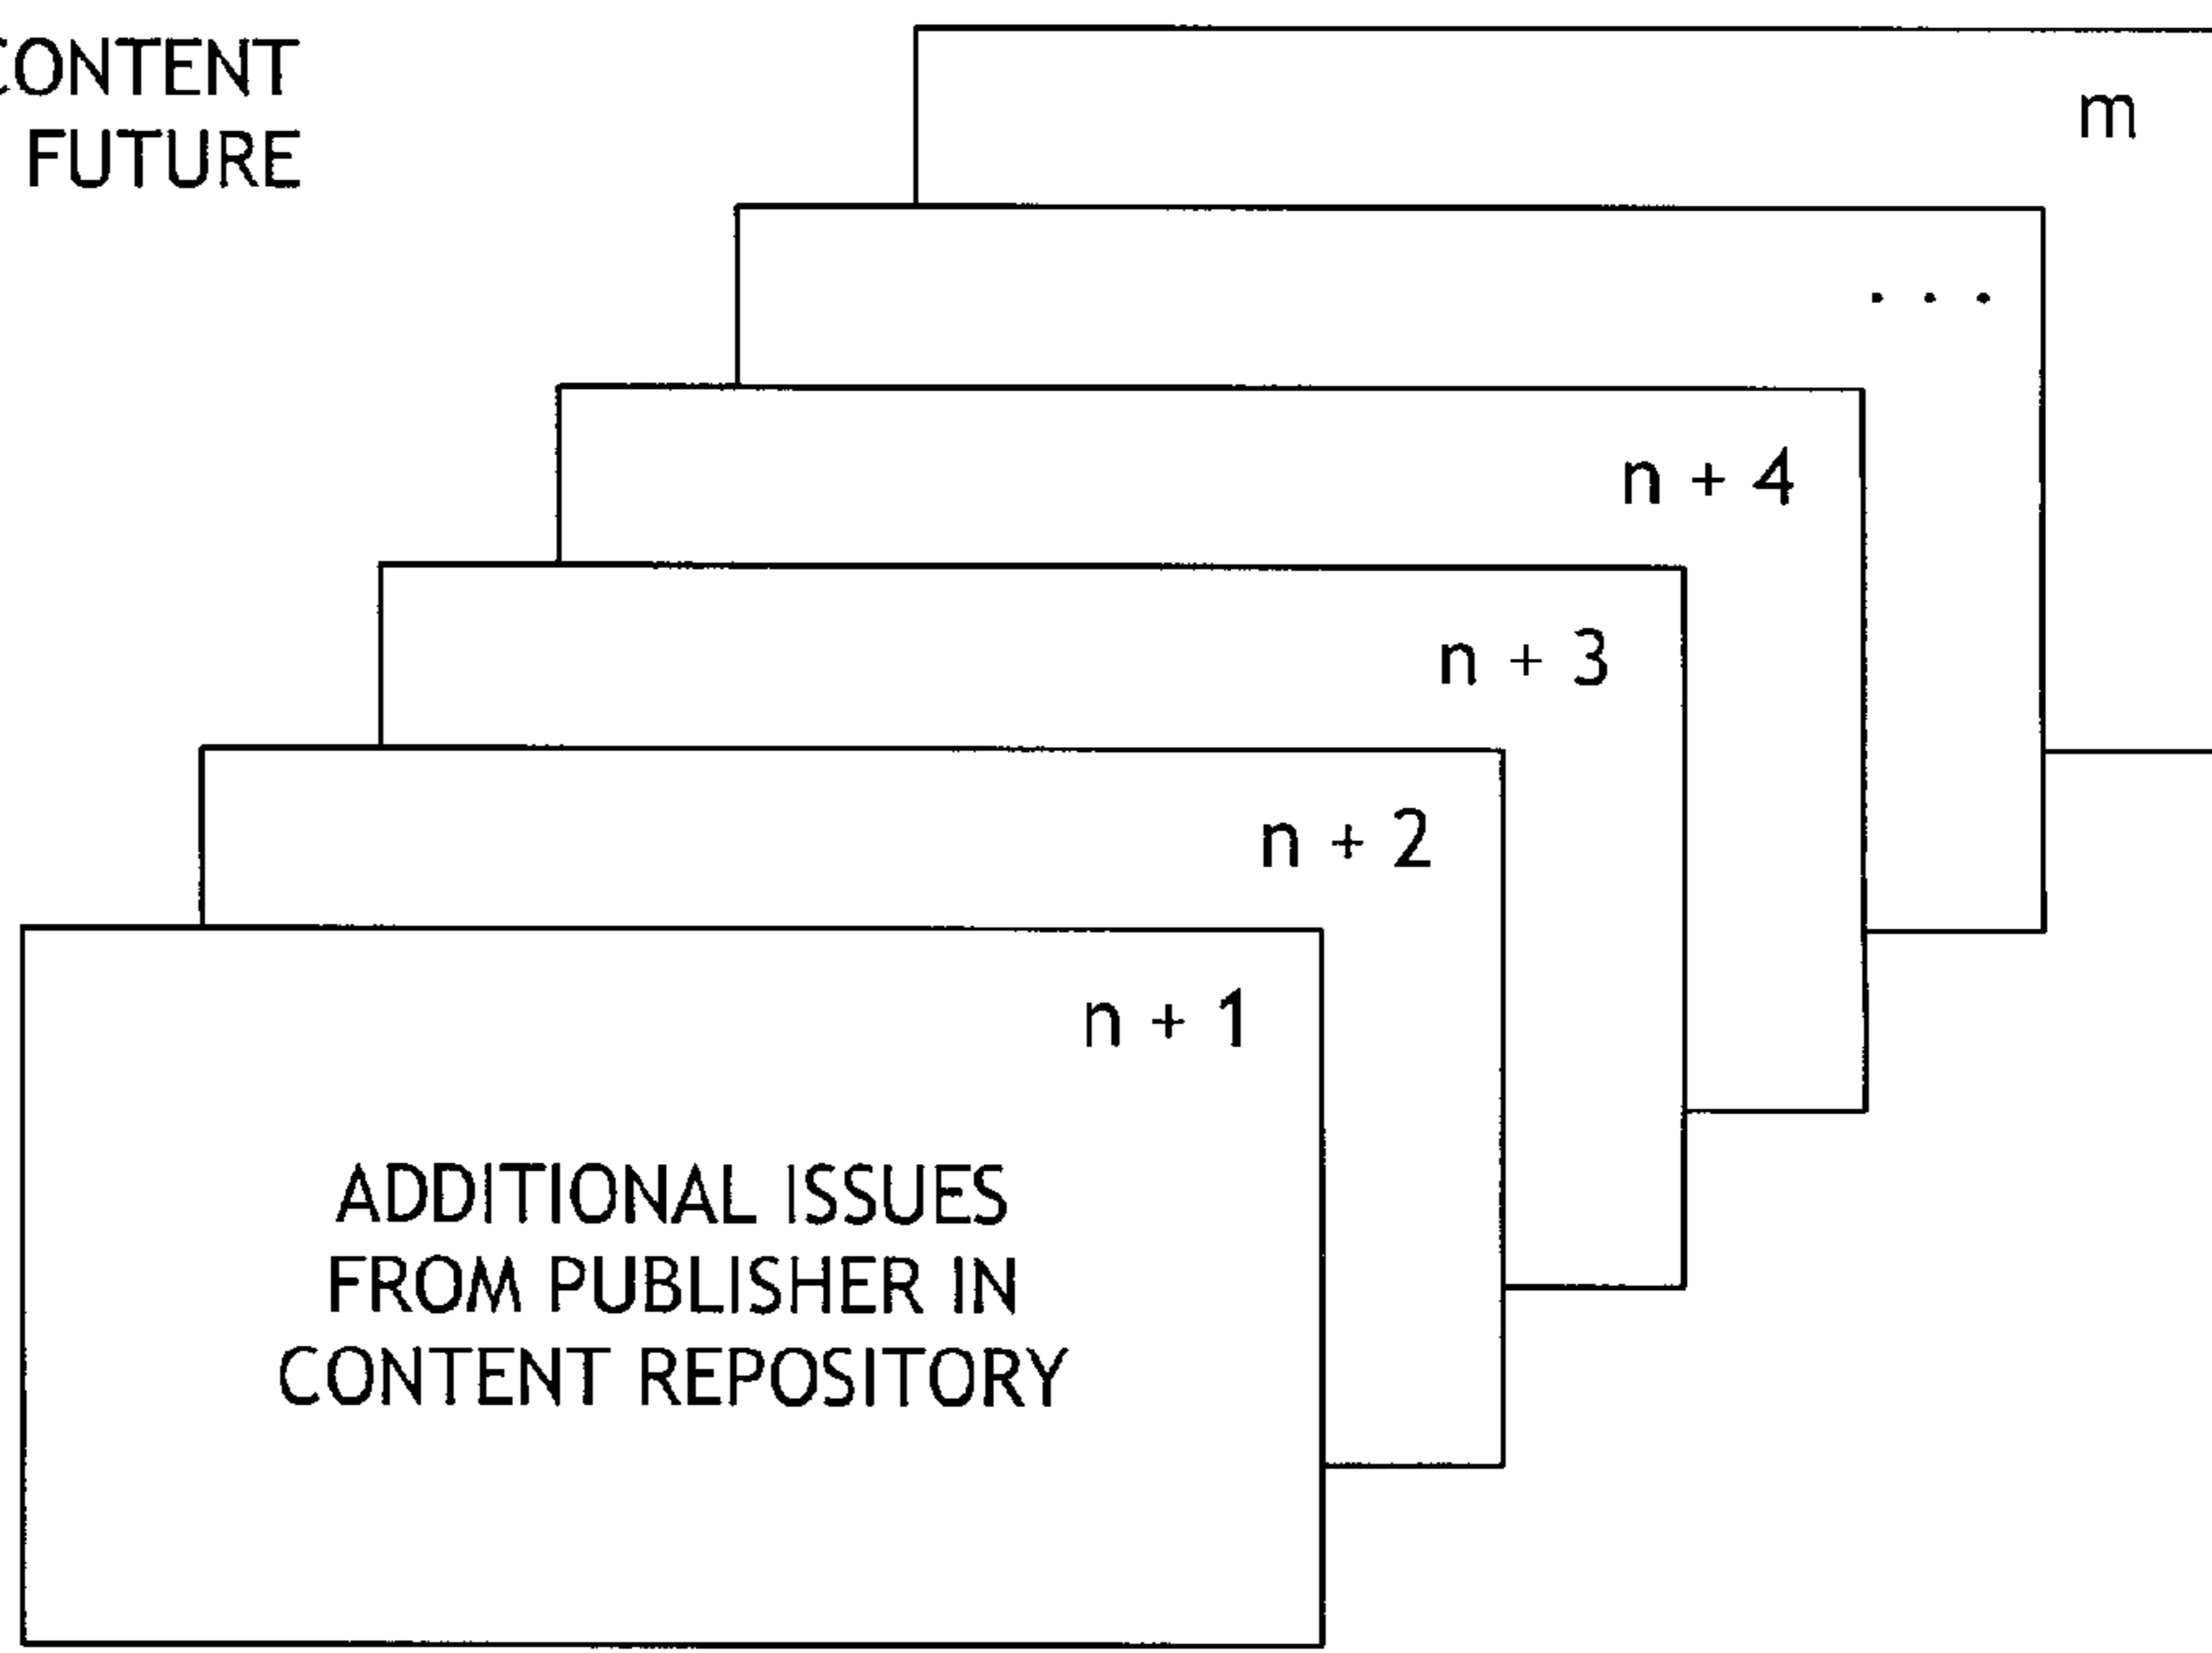 CONTENT
FUTURE
m
. . .
n + 4
n + 3
n + 2
n + 1
ADDITIONAL ISSUES
FROM PUBLISHER IN
CONTENT REPOSITORY